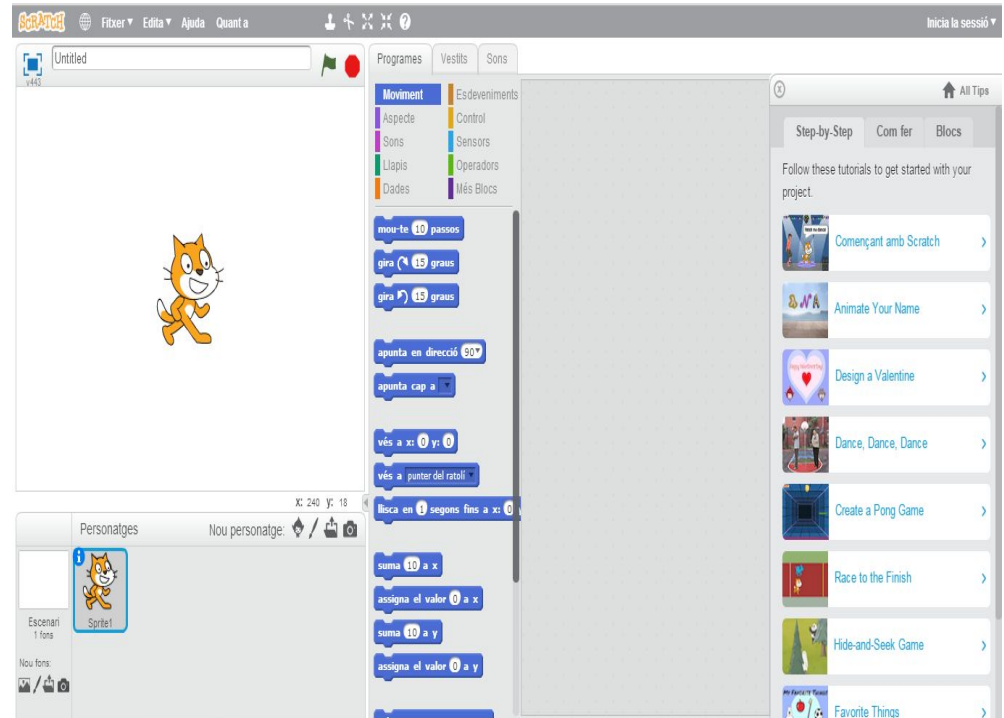 SCRATCH Fitxer Edita Ajuda Quant a Inicia la sessió
Untitled
v443
Programes Vestits Sons
Moviment Esdeveniments
Aspecte Control
Sons Sensors
Llapis Operadors
Dades Més Blocs
mou-te 10 passos
gira 15 graus
gira 15 graus
apunta en direcció 90
apunta cap a
vés a x: 0 y: 0
vés a punter del ratolí
llisca en 1 segons fins a x: 0
suma 10 a x
assigna el valor 0 a x
suma 10 a y
assigna el valor 0 a y
X: 240 y: 18
Personatges Nou personatge:
Sprite1
Escenari
1 fons
Nou fons:
All Tips
Step-by-Step Com fer Blocs
Follow these tutorials to get started with your
project.
Començant amb Scratch
Animate Your Name
Design a Valentine
Dance, Dance, Dance
Create a Pong Game
Race to the Finish
Hide-and-Seek Game
Favorite Things